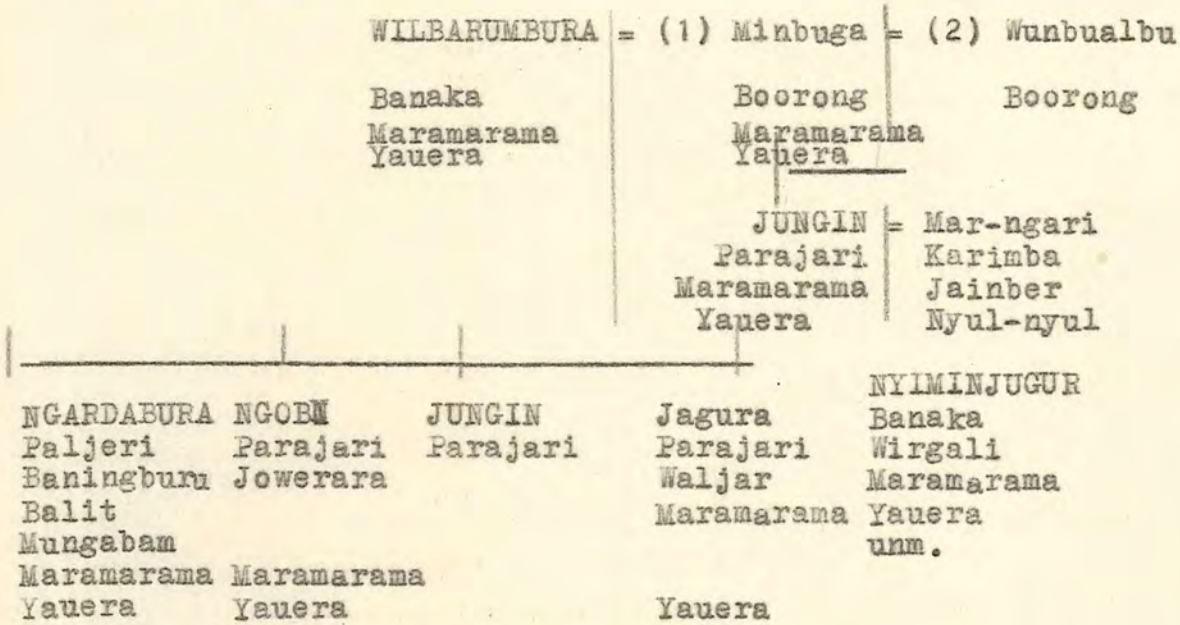 WILBARUMBURA = (1) Minbuga = (2) Wunbualbu
Banaka Boorong Boorong
Maramarama Maramarama
Yauera Yauera
JUNGIN = Mar-ngari
Parajari Karimba
Maramarama Jainber
Yauera Nyul-nyul
NYIMINJUGUR
NGARDABURA NGOBN JUNGIN Jagura Banaka
Paljeri Parajari Parajari Parajari Wirgali
Baningburu Jowerara Waljar Maramarama
Balit Maramarama Yauera
Mungabam unm.
Maramarama Maramarama
Yauera Yauera Yauera